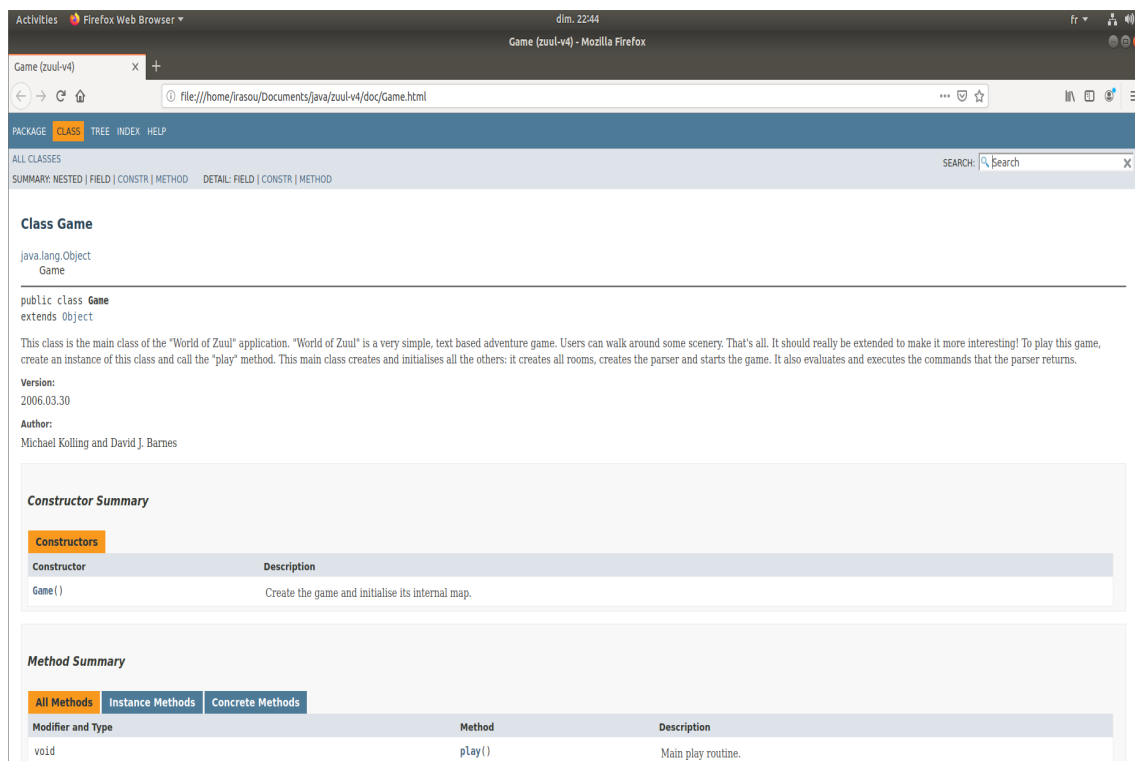 Activities Firefox Web Browser dim. 22:44 fr
Game (zuul-v4) - Mozilla Firefox
Game (zuul-v4)
file:///home/irasou/Documents/java/zuul-v4/doc/Game.html
PACKAGE CLASS TREE INDEX HELP
ALL CLASSES
SEARCH: Search
SUMMARY: NESTED | FIELD | CONSTR | METHOD DETAIL: FIELD | CONSTR | METHOD
Class Game
java.lang.Object
Game
public class Game
extends Object
This class is the main class of the "World of Zuul" application. "World of Zuul" is a very simple, text based adventure game. Users can walk around some scenery. That's all. It should really be extended to make it more interesting! To play this game,
create an instance of this class and call the "play" method. This main class creates and initialises all the others: it creates all rooms, creates the parser and starts the game. It also evaluates and executes the commands that the parser returns.
Version:
2006.03.30
Author:
Michael Kolling and David J. Barnes
Constructor Summary
Constructors
Constructor Description
Game() Create the game and initialise its internal map.
Method Summary
All Methods Instance Methods Concrete Methods
Modifier and Type Method Description
void play() Main play routine.